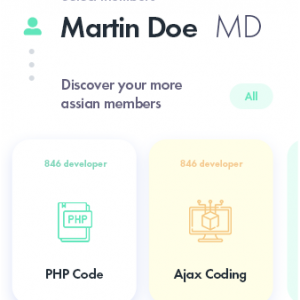 Martin Doe MD
Discover your more
assian members
All
846 developer
846 developer
PHP
PHP Code
Ajax Coding